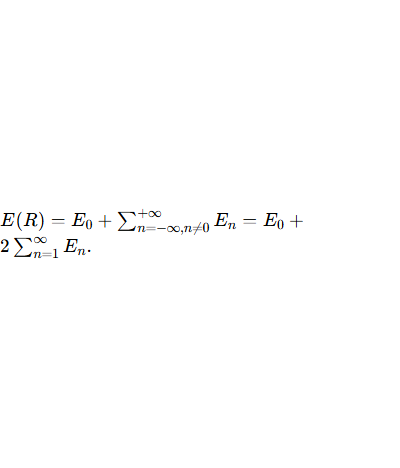 E(R) = E_0 + \sum_{n=-\infty, n\neq 0}^{+\infty} E_n = E_0 +
2 \sum_{n=1}^{\infty} E_n.